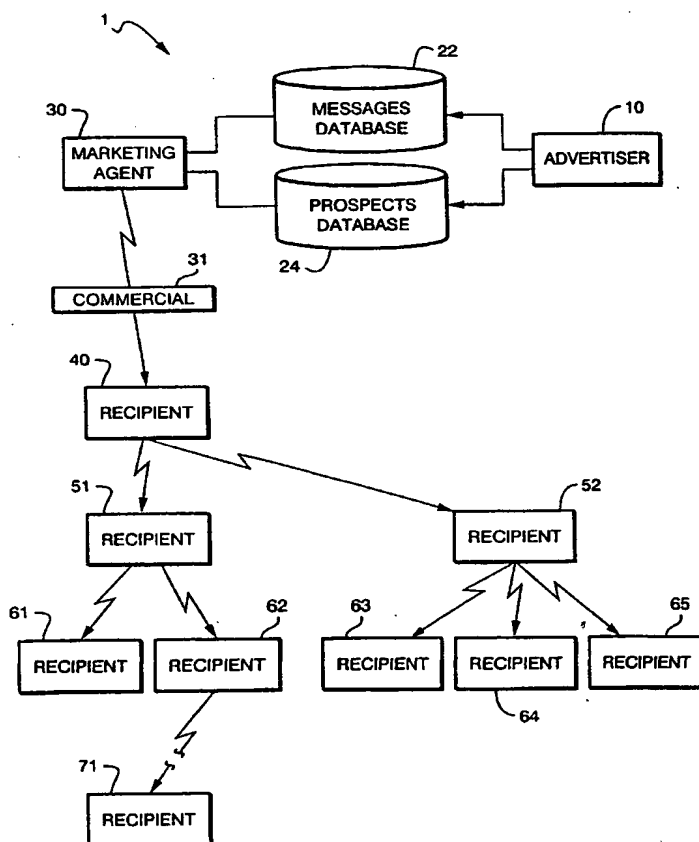 1
22
30
MESSAGES
DATABASE
10
MARKETING
AGENT
ADVERTISER
PROSPECTS
DATABASE
24
31
COMMERCIAL
40
RECIPIENT
51
RECIPIENT
52
RECIPIENT
61
RECIPIENT
62
RECIPIENT
63
RECIPIENT
RECIPIENT
64
65
RECIPIENT
71
RECIPIENT